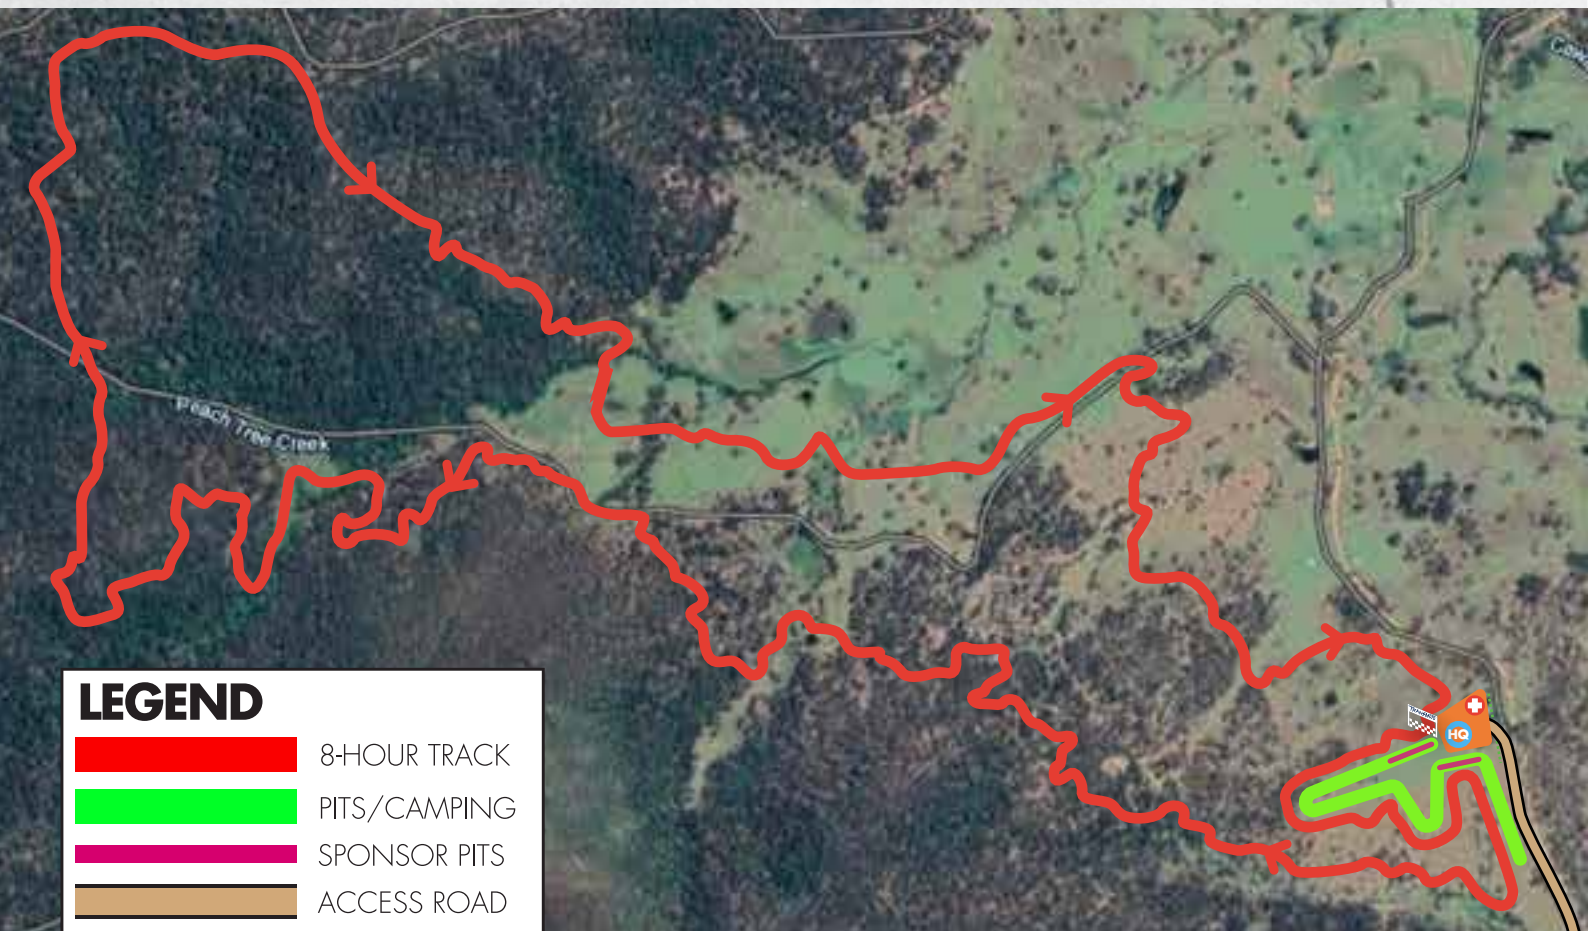 Peach Tree Creek
HQ
LEGEND
8-HOUR TRACK
PITS/CAMPING
SPONSOR PITS
ACCESS ROAD